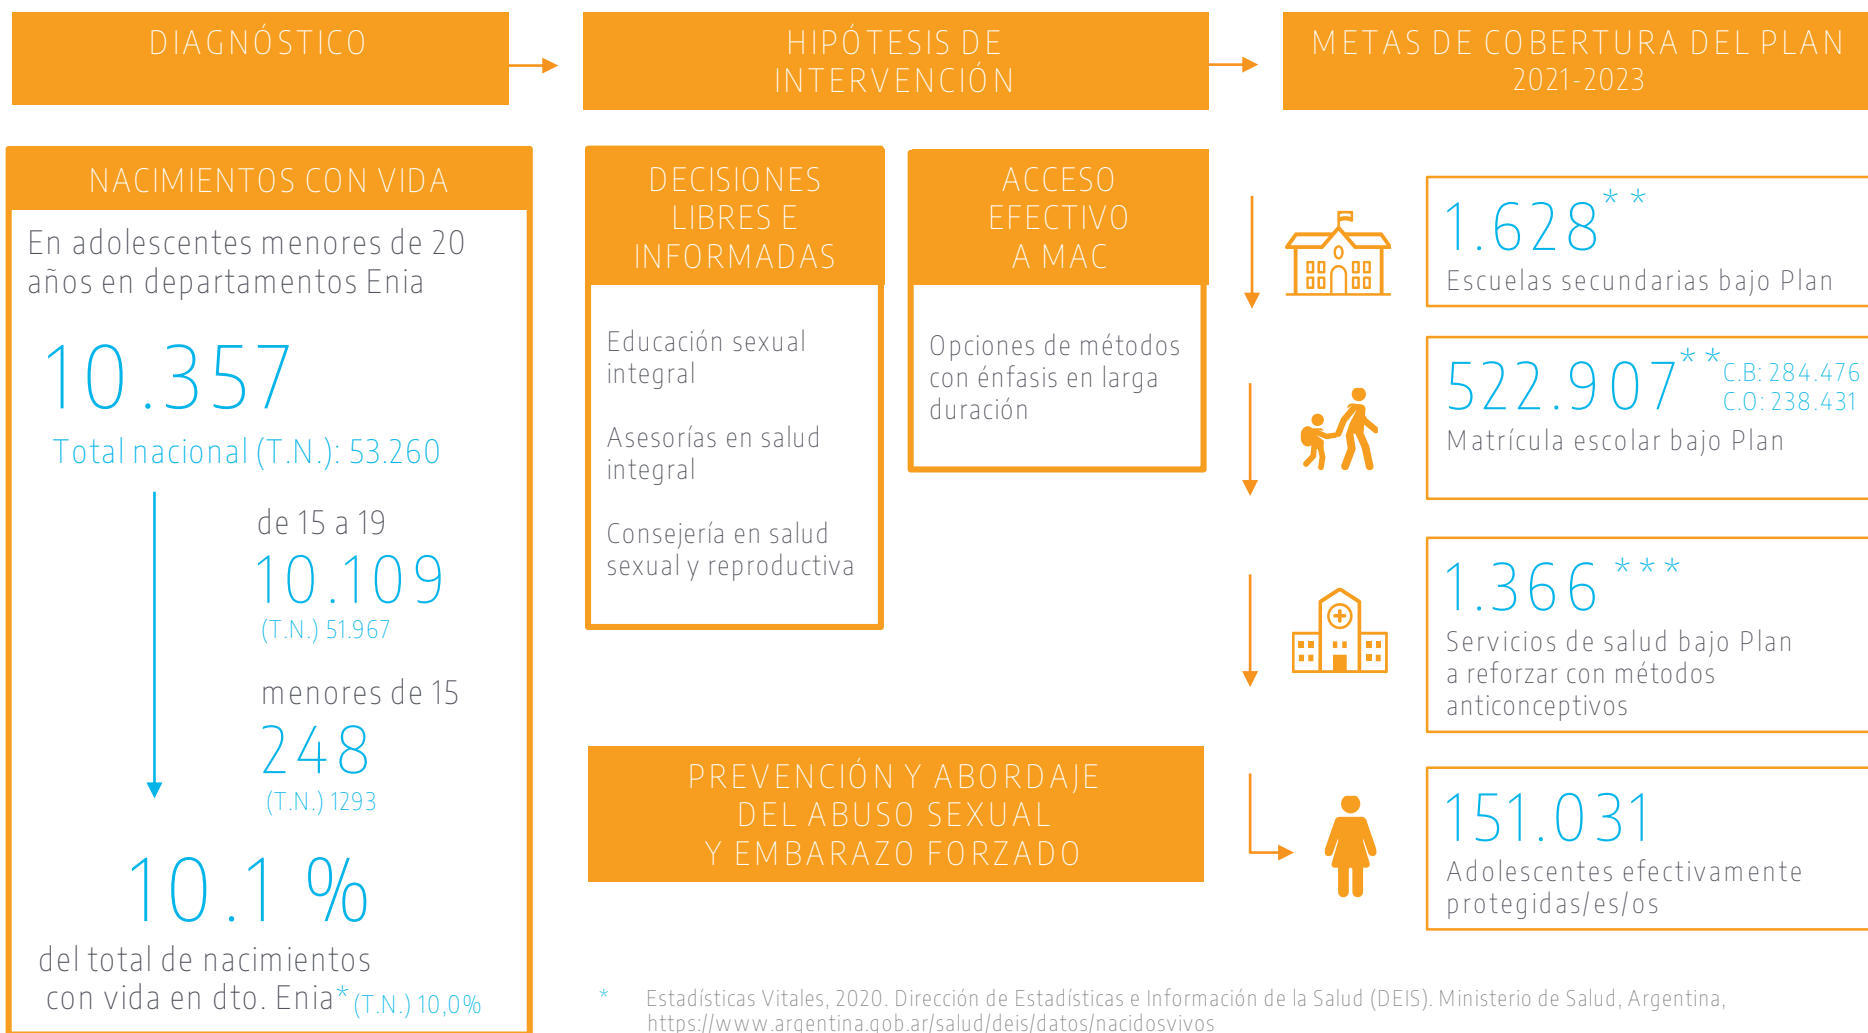 DIAGNÓSTICO
HIPÓTESIS DE
INTERVENCIÓN
METAS DE COBERTURA DEL PLAN
2021-2023
NACIMIENTOS CON VIDA
En adolescentes menores de 20
años en departamentos Enia
10.357
Total nacional (T.N.): 53.260
de 15 a 19
10.109
(T.N.) 51.967
menores de 15
248
(T.N.) 1293
10.1 %
del total de nacimientos
con vida en dto. Enia* (T.N.) 10,0%
DECISIONES
LIBRES E
INFORMADAS
Educación sexual
integral
Asesorías en salud
integral
Consejería en salud
sexual y reproductiva
ACCESO
EFECTIVO
A MAC
Opciones de métodos
con énfasis en larga
duración
PREVENCIÓN Y ABORDAJE
DEL ABUSO SEXUAL
Y EMBARAZO FORZADO
1.628**
Escuelas secundarias bajo Plan
522.907**
C.B: 284.476
C.O: 238.431
Matrícula escolar bajo Plan
1.366 ***
Servicios de salud bajo Plan
a reforzar con métodos
anticonceptivos
151.031
Adolescentes efectivamente
protegidas/es/os
* Estadísticas Vitales, 2020. Dirección de Estadísticas e Información de la Salud (DEIS). Ministerio de Salud, Argentina,
https://www.argentina.gob.ar/salud/deis/datos/nacidosvivos